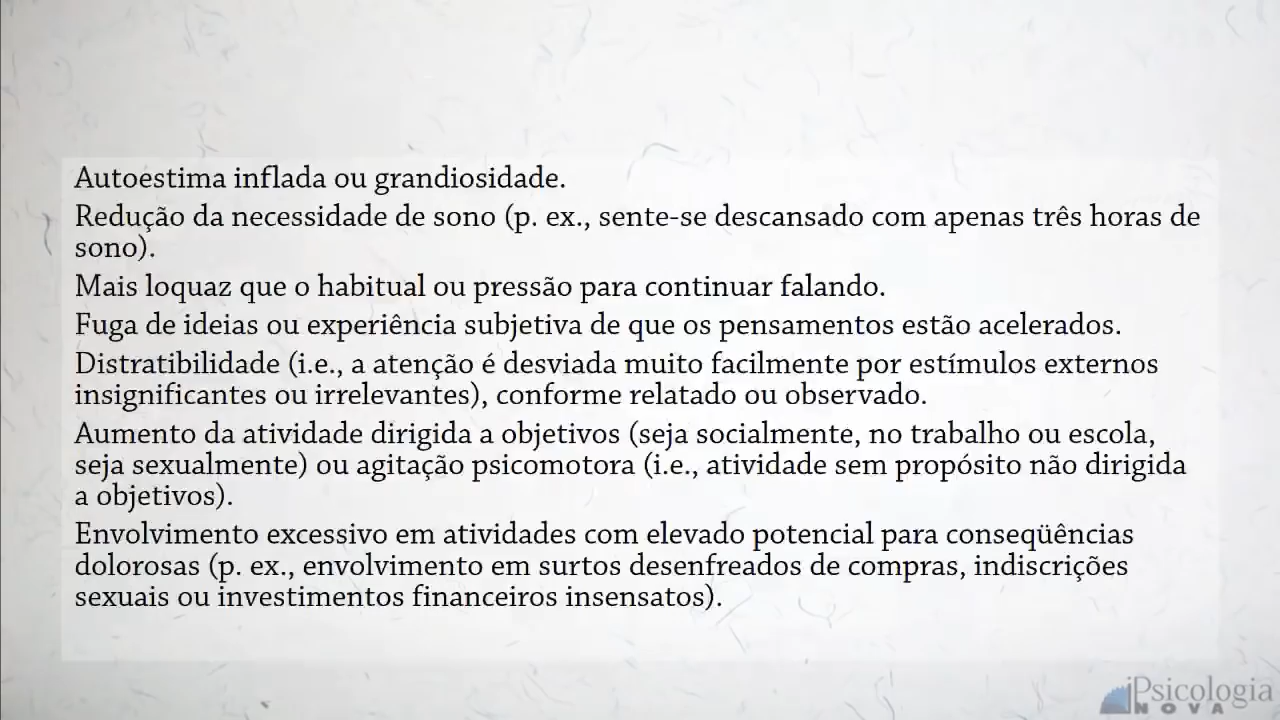 Autoestima inflada ou grandiosidade.
Redução da necessidade de sono (p. ex., sente-se descansado com apenas três horas de
sono).
Mais loquaz que o habitual ou pressão para continuar falando.
Fuga de ideias ou experiência subjetiva de que os pensamentos estão acelerados.
Distratibilidade (i.e., a atenção é desviada muito facilmente por estímulos externos
insignificantes ou irrelevantes), conforme relatado ou observado.
Aumento da atividade dirigida a objetivos (seja socialmente, no trabalho ou escola,
seja sexualmente) ou agitação psicomotora (i.e., atividade sem propósito não dirigida
a objetivos).
Envolvimento excessivo em atividades com elevado potencial para conseqüências
dolorosas (p. ex., envolvimento em surtos desenfreados de compras, indiscrições
sexuais ou investimentos financeiros insensatos).
Psicologia
NOVA